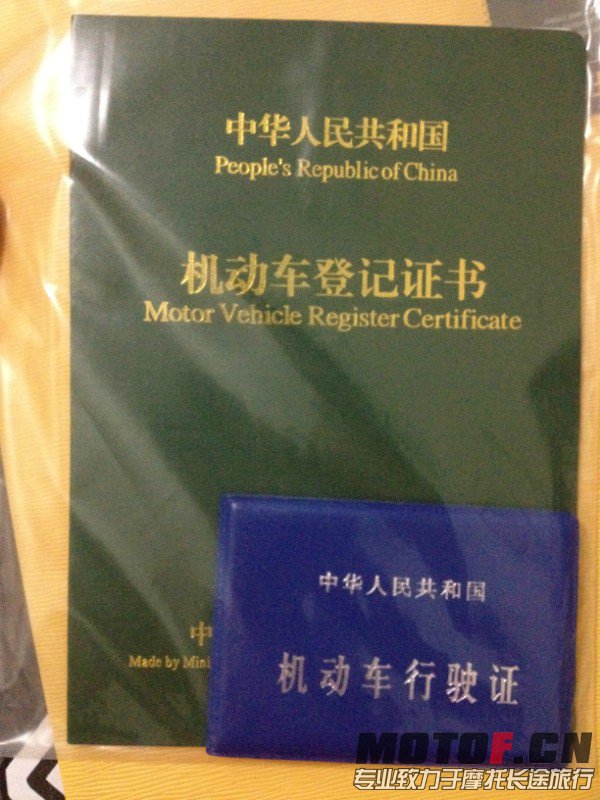 中华人民共和国
People's Republic of China
机动车登记证书
Motor Vehicle Register Certificate
中
Made by Mini
中华人民共和国
机动车行驶证
MOTOF.CN
专业致力于摩托长途旅行